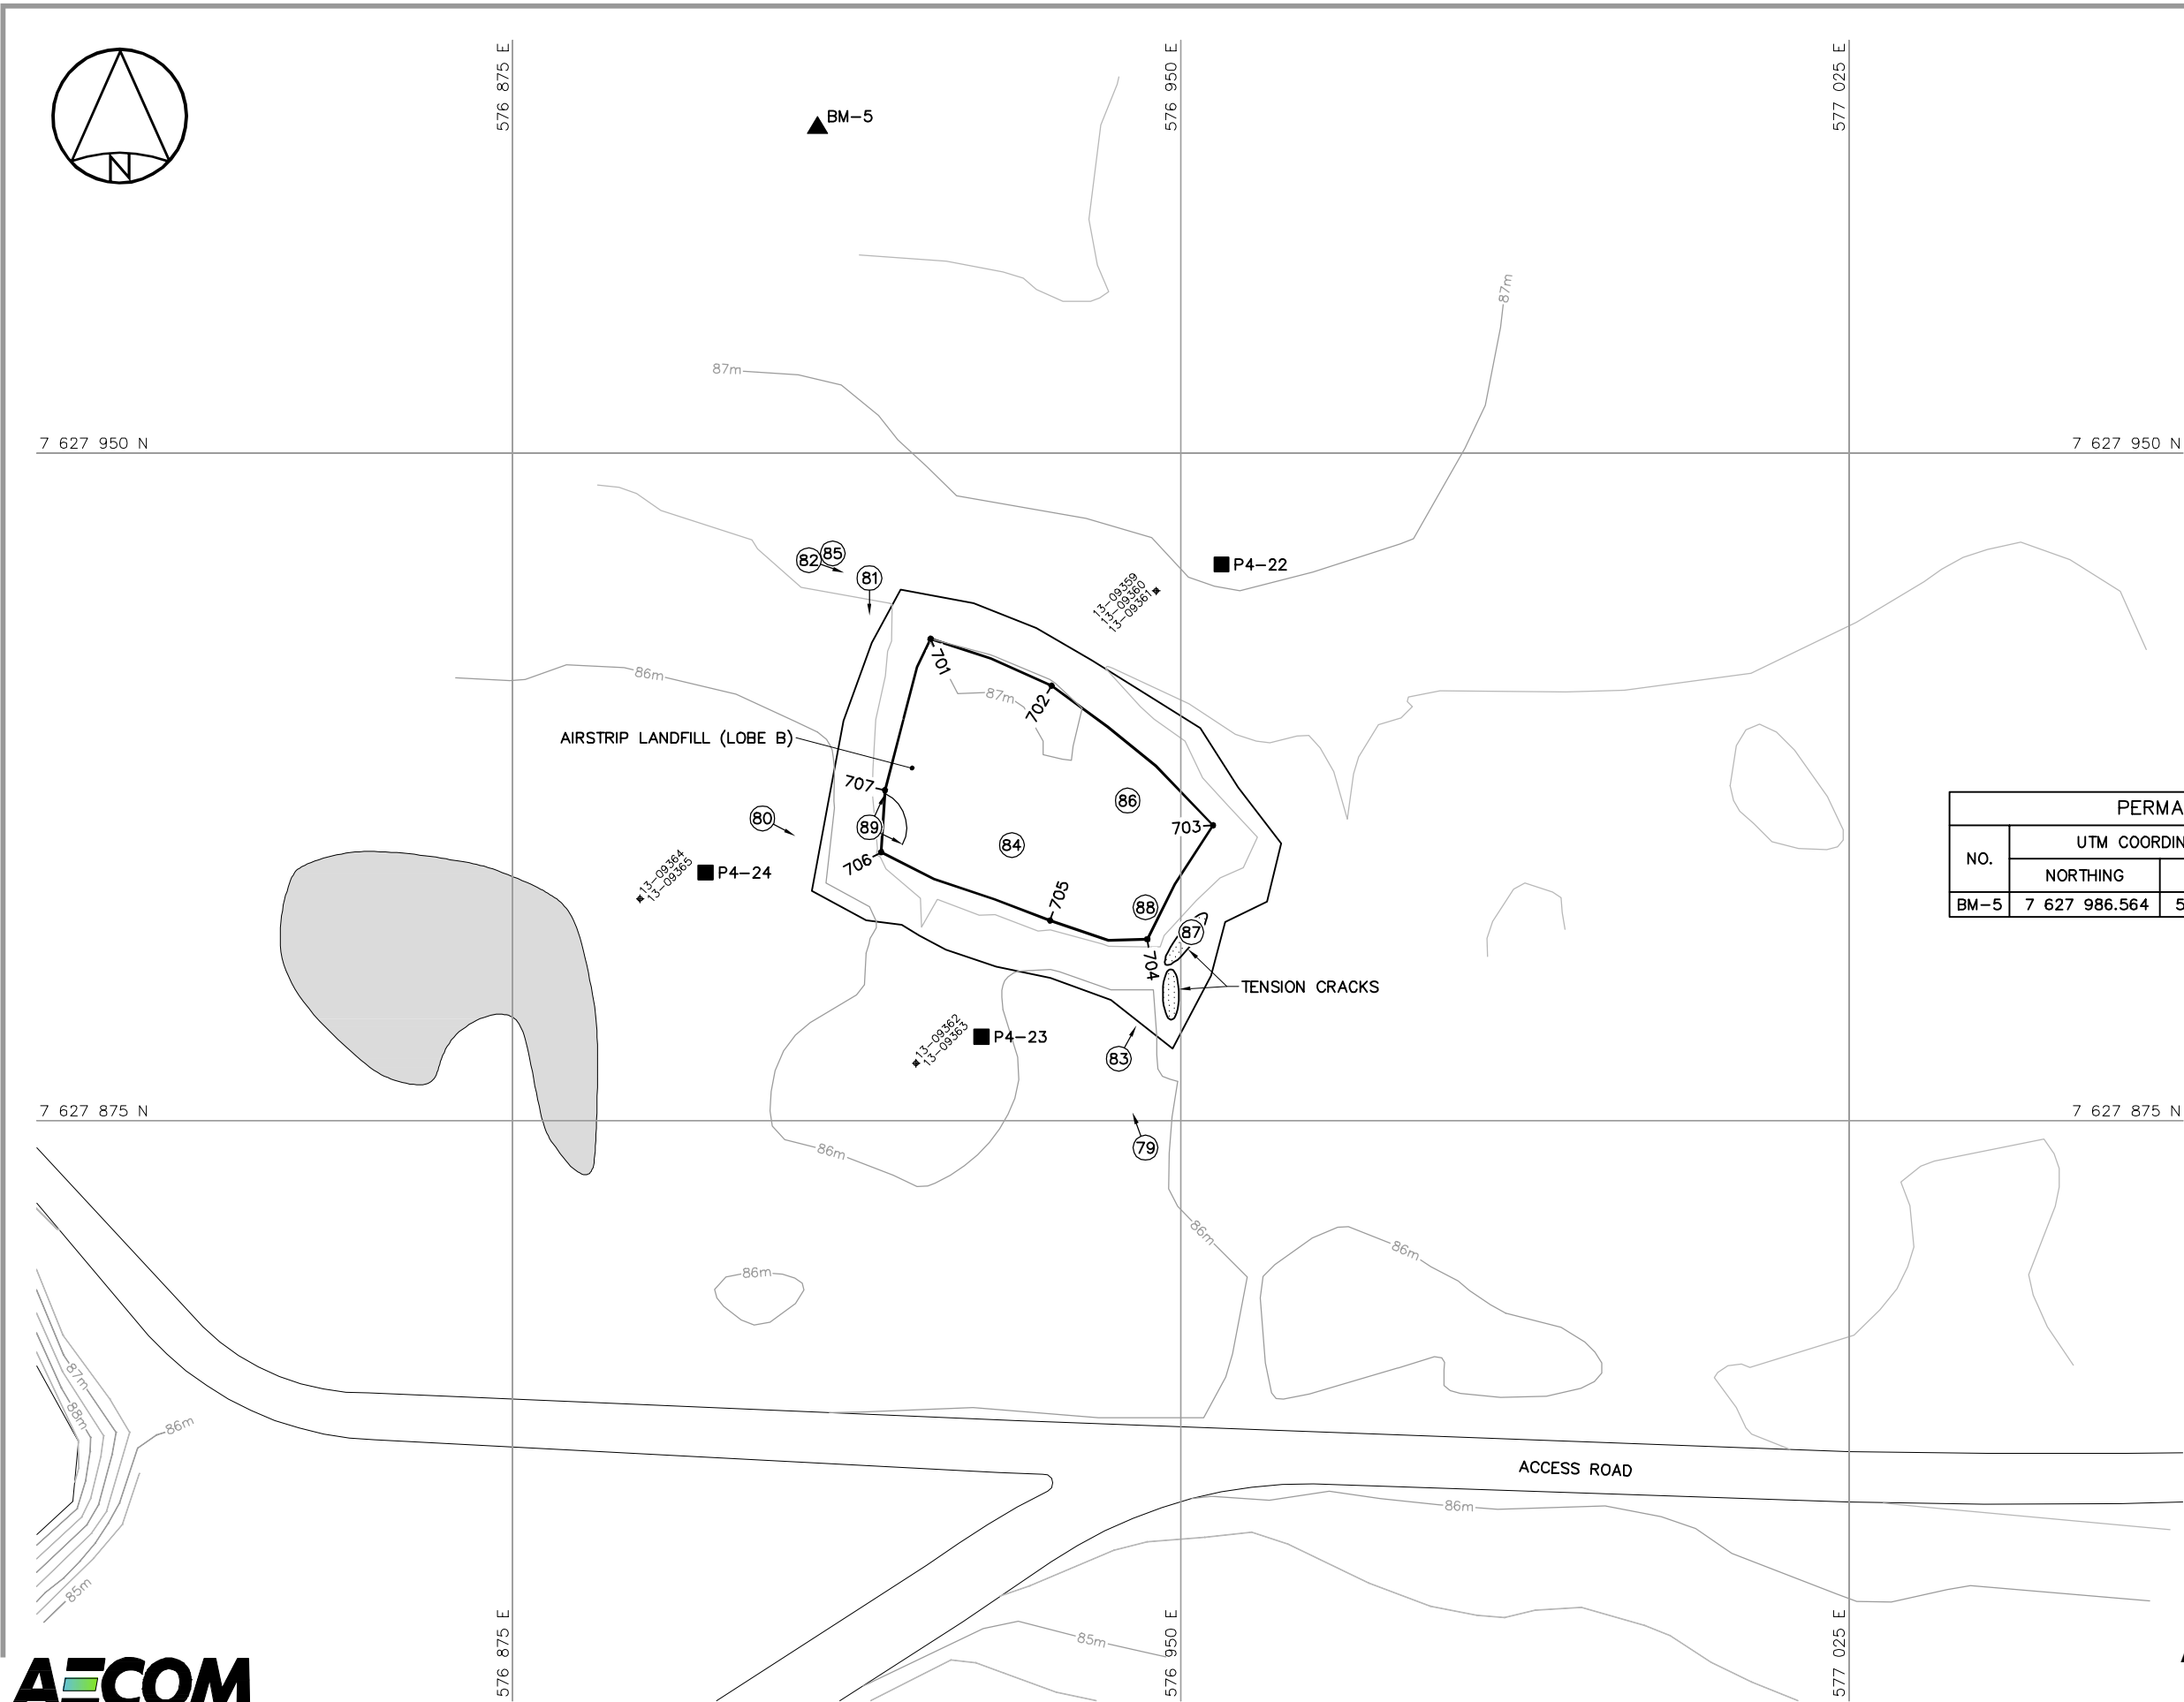 576 875 E
576 950 E
577 025 E
N
BM-5
87m
87m
7 627 950 N
7 627 950 N
82
85
81
P4-22
13-09359
13-09360
13-09361
701
86m
87m
702
AIRSTRIP LANDFILL (LOBE B)
707
86
80
89
703
84
706
13-09364
13-09365
P4-24
705
88
87
704
TENSION CRACKS
PERMA
NO.
UTM COORDIN
NORTHING
BM-5 7 627 986.564 5
13-09362
13-09363
P4-23
83
7 627 875 N
7 627 875 N
79
86m
86m
86m
86m
87m
88m
86m
ACCESS ROAD
86m
85m
85m
576 875 E
576 950 E
577 025 E
AECOM